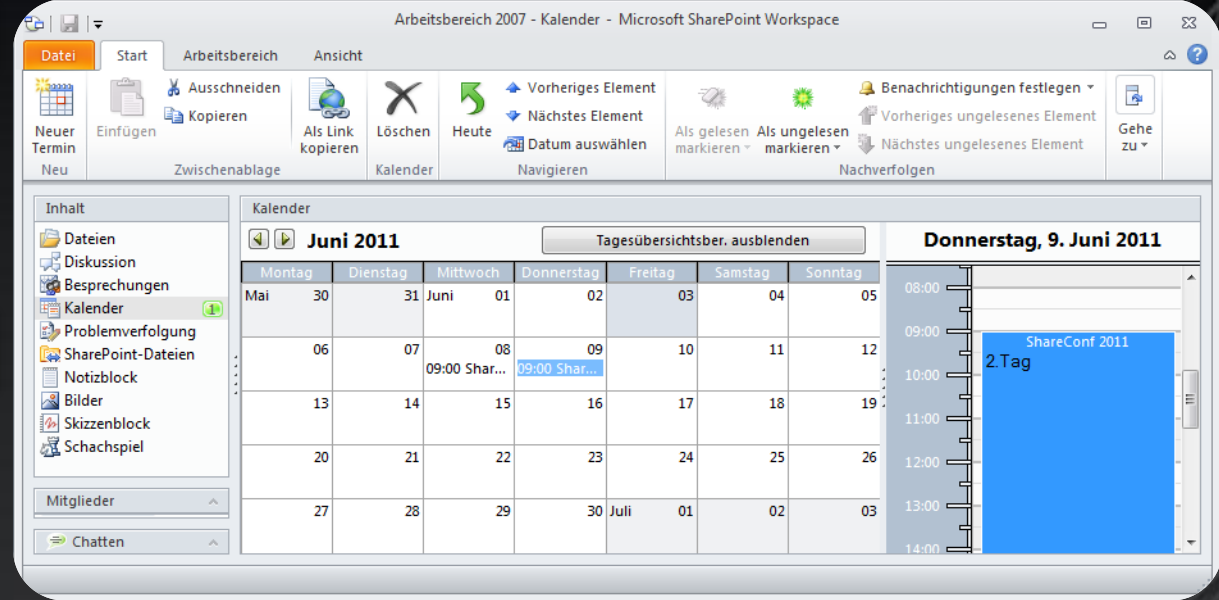 Arbeitsbereich 2007 - Kalender - Microsoft SharePoint Workspace
Datei Start Arbeitsbereich Ansicht
Neuer Termin
Einfügen
Ausschneiden
Kopieren
Als Link kopieren
Löschen
Heute
Vorheriges Element
Nächstes Element
Datum auswählen
Als gelesen markieren
Als ungelesen markieren
Benachrichtigungen festlegen
Vorheriges ungelesenes Element
Nächstes ungelesenes Element
Gehe zu
Neu Zwischenablage Kalender Navigieren Nachverfolgen
Inhalt
Dateien
Diskussion
Besprechungen
Kalender 1
Problemverfolgung
SharePoint-Dateien
Notizblock
Bilder
Skizzenblock
Schachspiel
Mitglieder
Chatten
Kalender
Juni 2011
Tagesübersichtsber. ausblenden
Montag Dienstag Mittwoch Donnerstag Freitag Samstag Sonntag
Mai 30 31 Juni 01 02 03 04 05
06 07 08 09 10 11 12
09:00 Shar... 09:00 Shar...
13 14 15 16 17 18 19
20 21 22 23 24 25 26
27 28 29 30 Juli 01 02 03
Donnerstag, 9. Juni 2011
08:00
09:00
ShareConf 2011
2.Tag
10:00
11:00
12:00
13:00
14:00